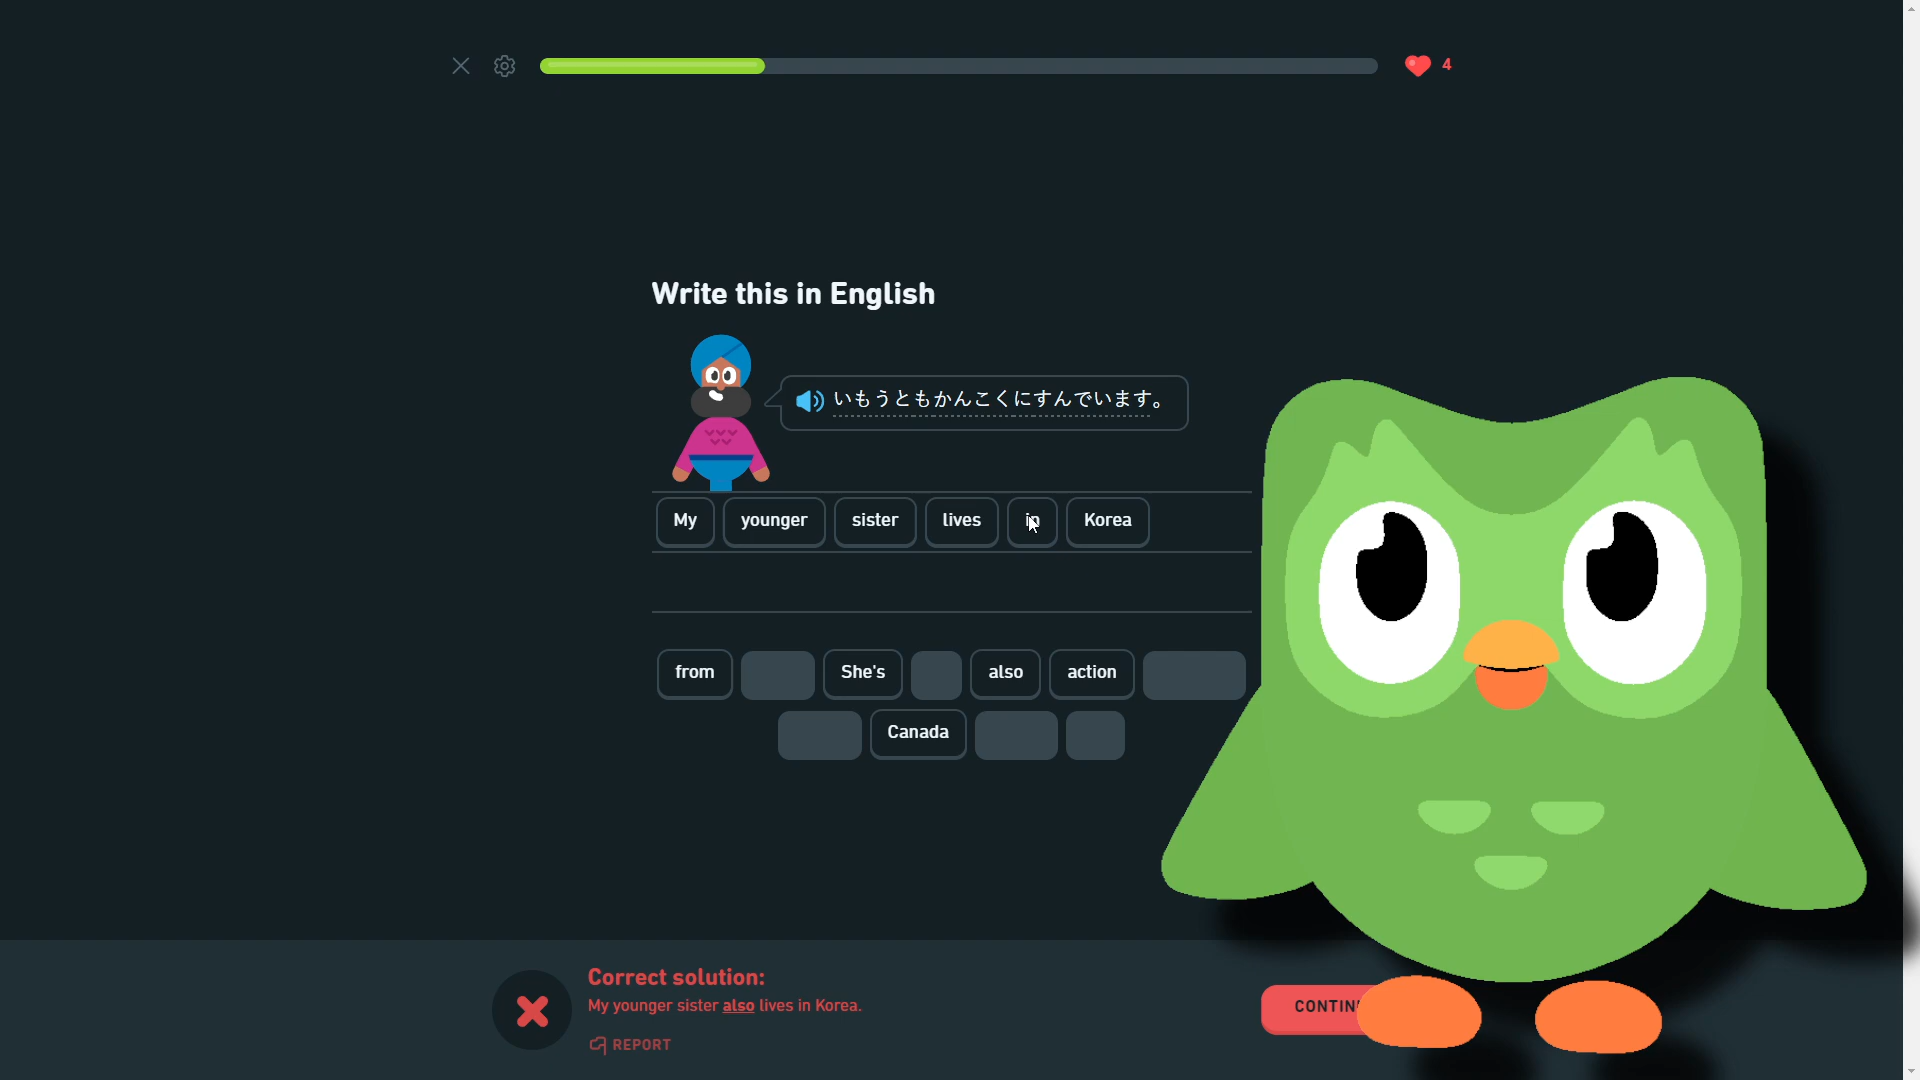 4
Write this in English
いもうともかんこくにすんでいます。
My younger sister lives in Korea
from She's also action
Canada
Correct solution:
My younger sister also lives in Korea.
REPORT